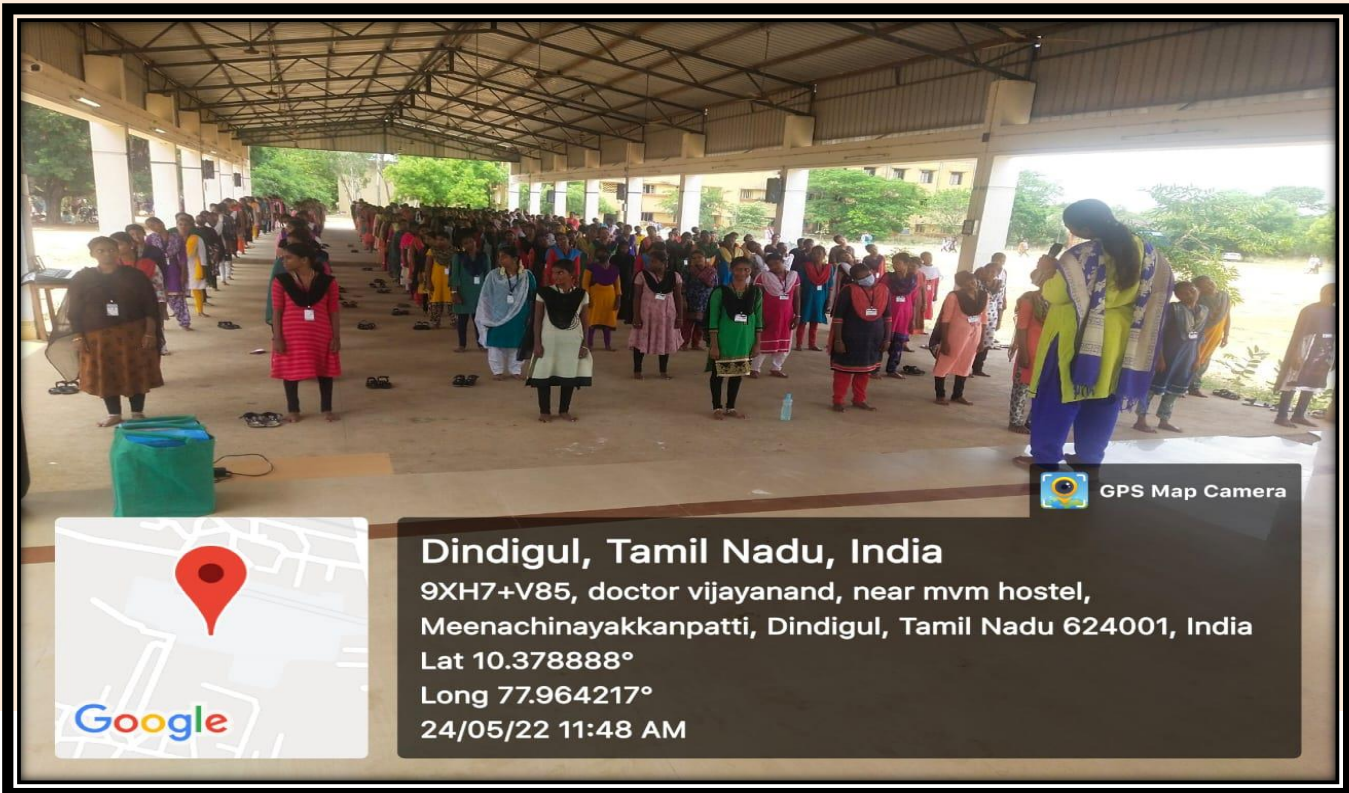 GPS Map Camera
Dindigul, Tamil Nadu, India
9XH7+V85, doctor vijayanand, near mvm hostel,
Meenachinayakkanpatti, Dindigul, Tamil Nadu 624001, India
Lat 10.378888°
Long 77.964217°
24/05/22 11:48 AM
Google